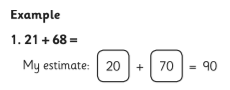 Example
1. 21 + 68 =
My estimate: 20 + 70 = 90